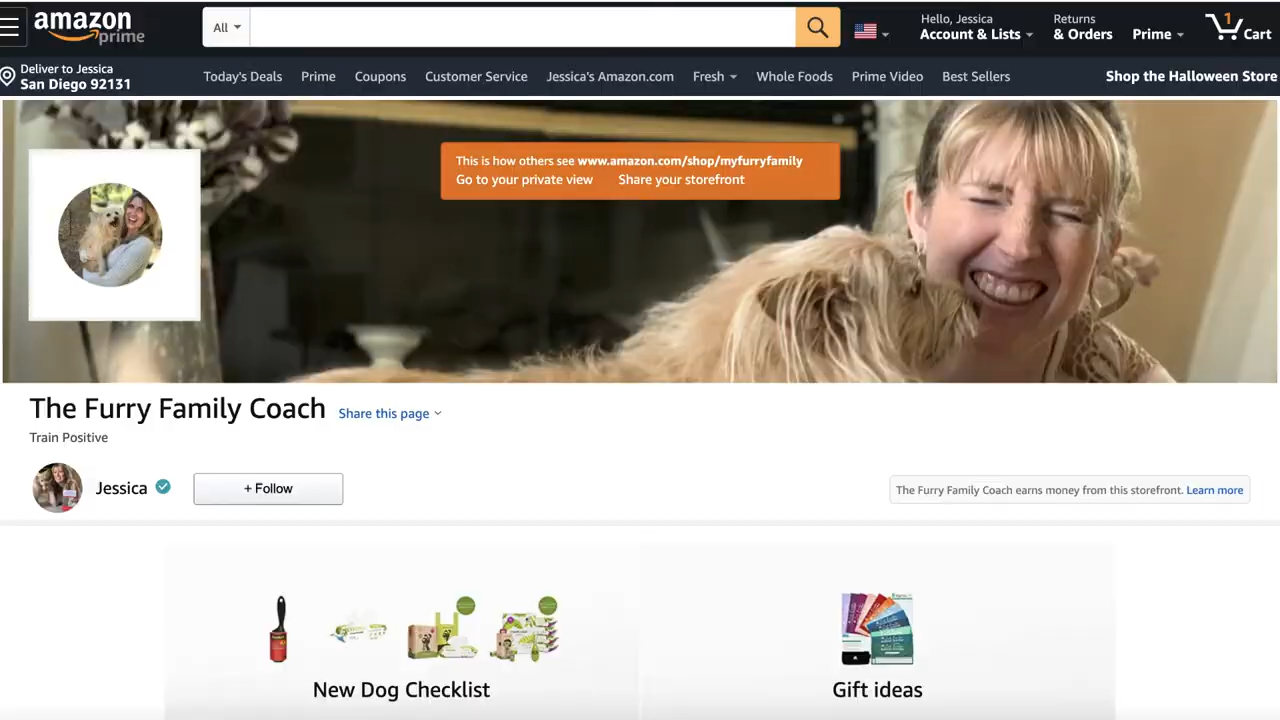 amazon
prime
All
Hello, Jessica
Account & Lists
Returns
& Orders
Prime
1
Cart
Deliver to Jessica
San Diego 92131
Today's Deals
Prime
Coupons
Customer Service
Jessica's Amazon.com
Fresh
Whole Foods
Prime Video
Best Sellers
Shop the Halloween Store
This is how others see www.amazon.com/shop/myfurryfamily
Go to your private view Share your storefront
The Furry Family Coach
Share this page
Train Positive
Jessica
+ Follow
The Furry Family Coach earns money from this storefront. Learn more
New Dog Checklist
Gift ideas